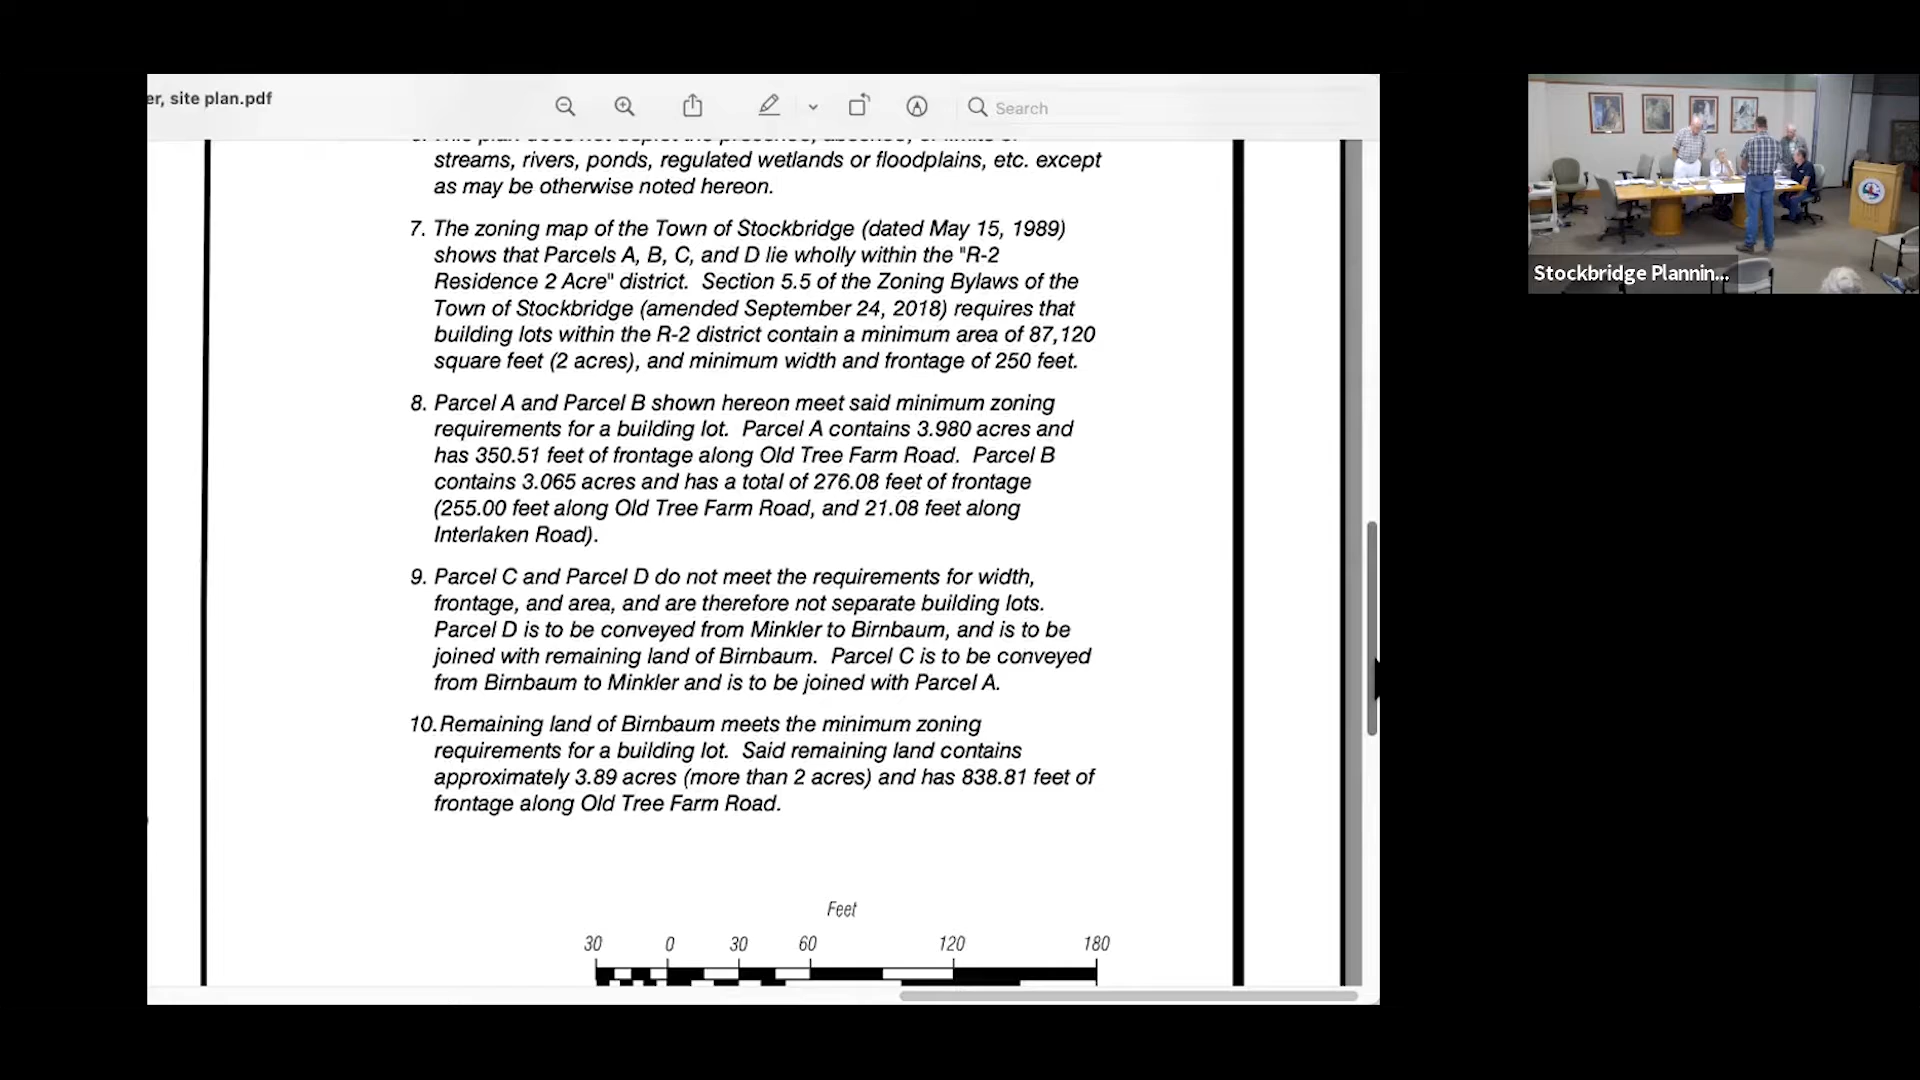 er, site plan.pdf
Search
streams, rivers, ponds, regulated wetlands or floodplains, etc. except
as may be otherwise noted hereon.
7. The zoning map of the Town of Stockbridge (dated May 15, 1989)
shows that Parcels A, B, C, and D lie wholly within the "R-2
Residence 2 Acre" district. Section 5.5 of the Zoning Bylaws of the
Town of Stockbridge (amended September 24, 2018) requires that
building lots within the R-2 district contain a minimum area of 87,120
square feet (2 acres), and minimum width and frontage of 250 feet.
8. Parcel A and Parcel B shown hereon meet said minimum zoning
requirements for a building lot. Parcel A contains 3.980 acres and
has 350.51 feet of frontage along Old Tree Farm Road. Parcel B
contains 3.065 acres and has a total of 276.08 feet of frontage
(255.00 feet along Old Tree Farm Road, and 21.08 feet along
Interlaken Road).
9. Parcel C and Parcel D do not meet the requirements for width,
frontage, and area, and are therefore not separate building lots.
Parcel D is to be conveyed from Minkler to Birnbaum, and is to be
joined with remaining land of Birnbaum. Parcel C is to be conveyed
from Birnbaum to Minkler and is to be joined with Parcel A.
10. Remaining land of Birnbaum meets the minimum zoning
requirements for a building lot. Said remaining land contains
approximately 3.89 acres (more than 2 acres) and has 838.81 feet of
frontage along Old Tree Farm Road.
Feet
30 0 30 60 120 180
Stockbridge Plannin...